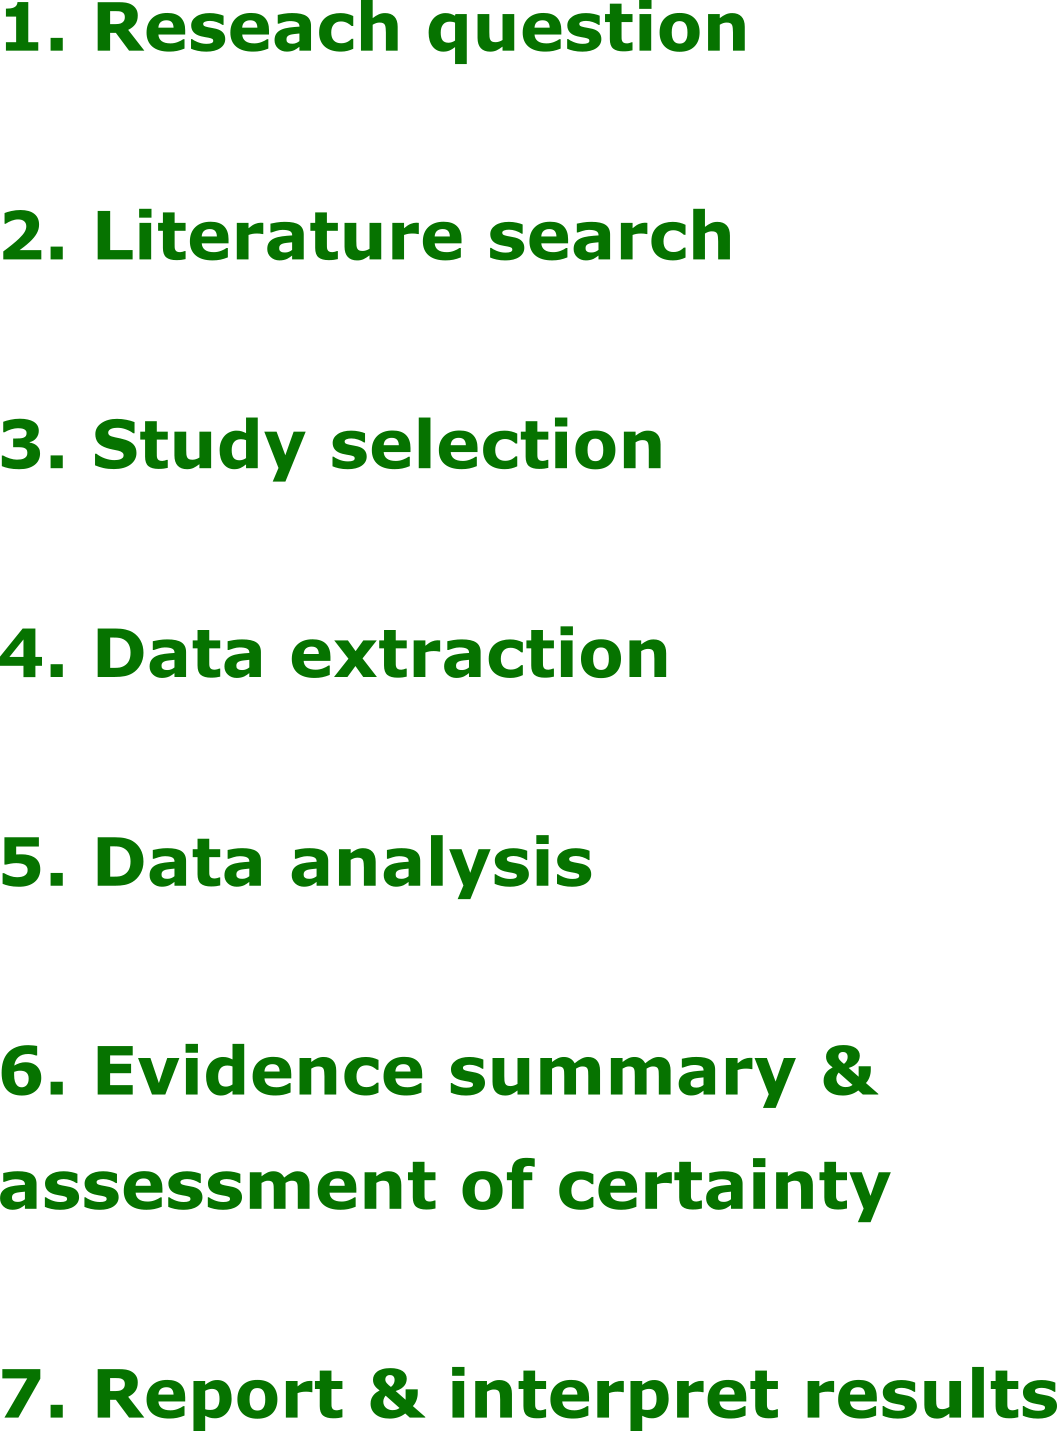 1. Reseach question
2. Literature search
3. Study selection
4. Data extraction
5. Data analysis
6. Evidence summary &
assessment of certainty
7. Report & interpret results